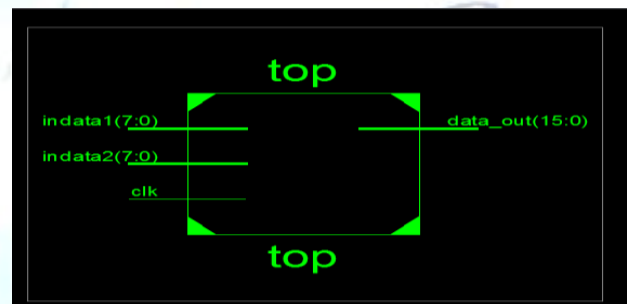 top
indata1(7:0)
data_out(15:0)
indata2(7:0)
clk
top